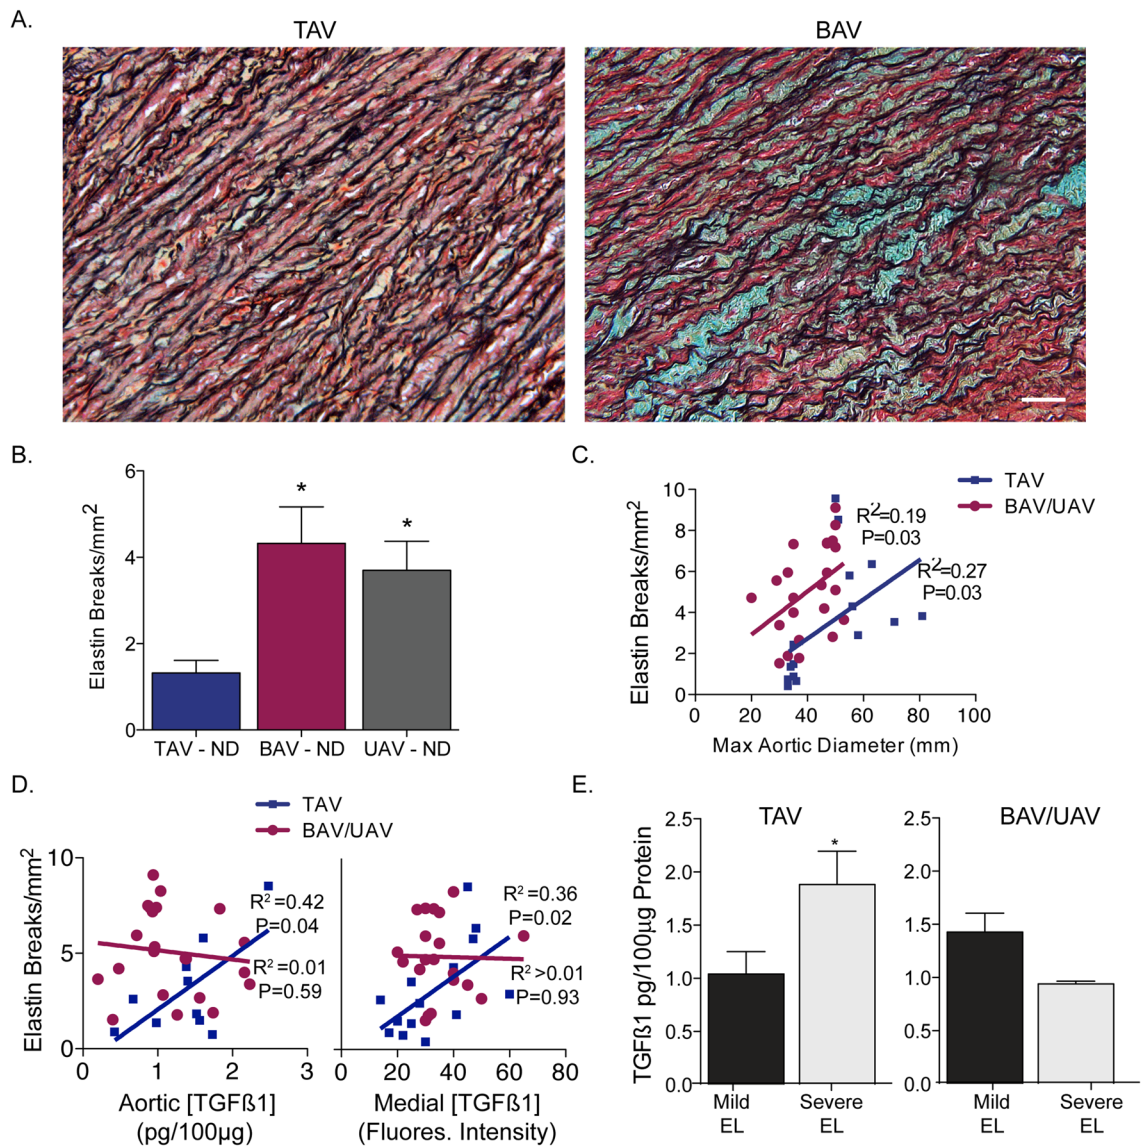 A.
TAV
BAV
B.
Elastin Breaks/mm²
6
4
2
0
TAV - ND
BAV - ND
UAV - ND
*
*
C.
TAV
BAV/UAV
Elastin Breaks/mm²
10
8
6
4
2
0
R²=0.19
P=0.03
R²=0.27
P=0.03
0
20
40
60
80
100
Max Aortic Diameter (mm)
D.
TAV
BAV/UAV
Elastin Breaks/mm²
10
5
0
R²=0.42
P=0.04
R²=0.01
P=0.59
0
1
2
3
Aortic [TGFß1]
(pg/100µg)
R²=0.36
P=0.02
R²>0.01
P=0.93
0
20
40
60
80
Medial [TGFß1]
(Fluores. Intensity)
E.
TGFß1 pg/100µg Protein
TAV
2.5
2.0
1.5
1.0
0.5
0.0
*
Mild
EL
Severe
EL
BAV/UAV
2.5
2.0
1.5
1.0
0.5
0.0
Mild
EL
Severe
EL